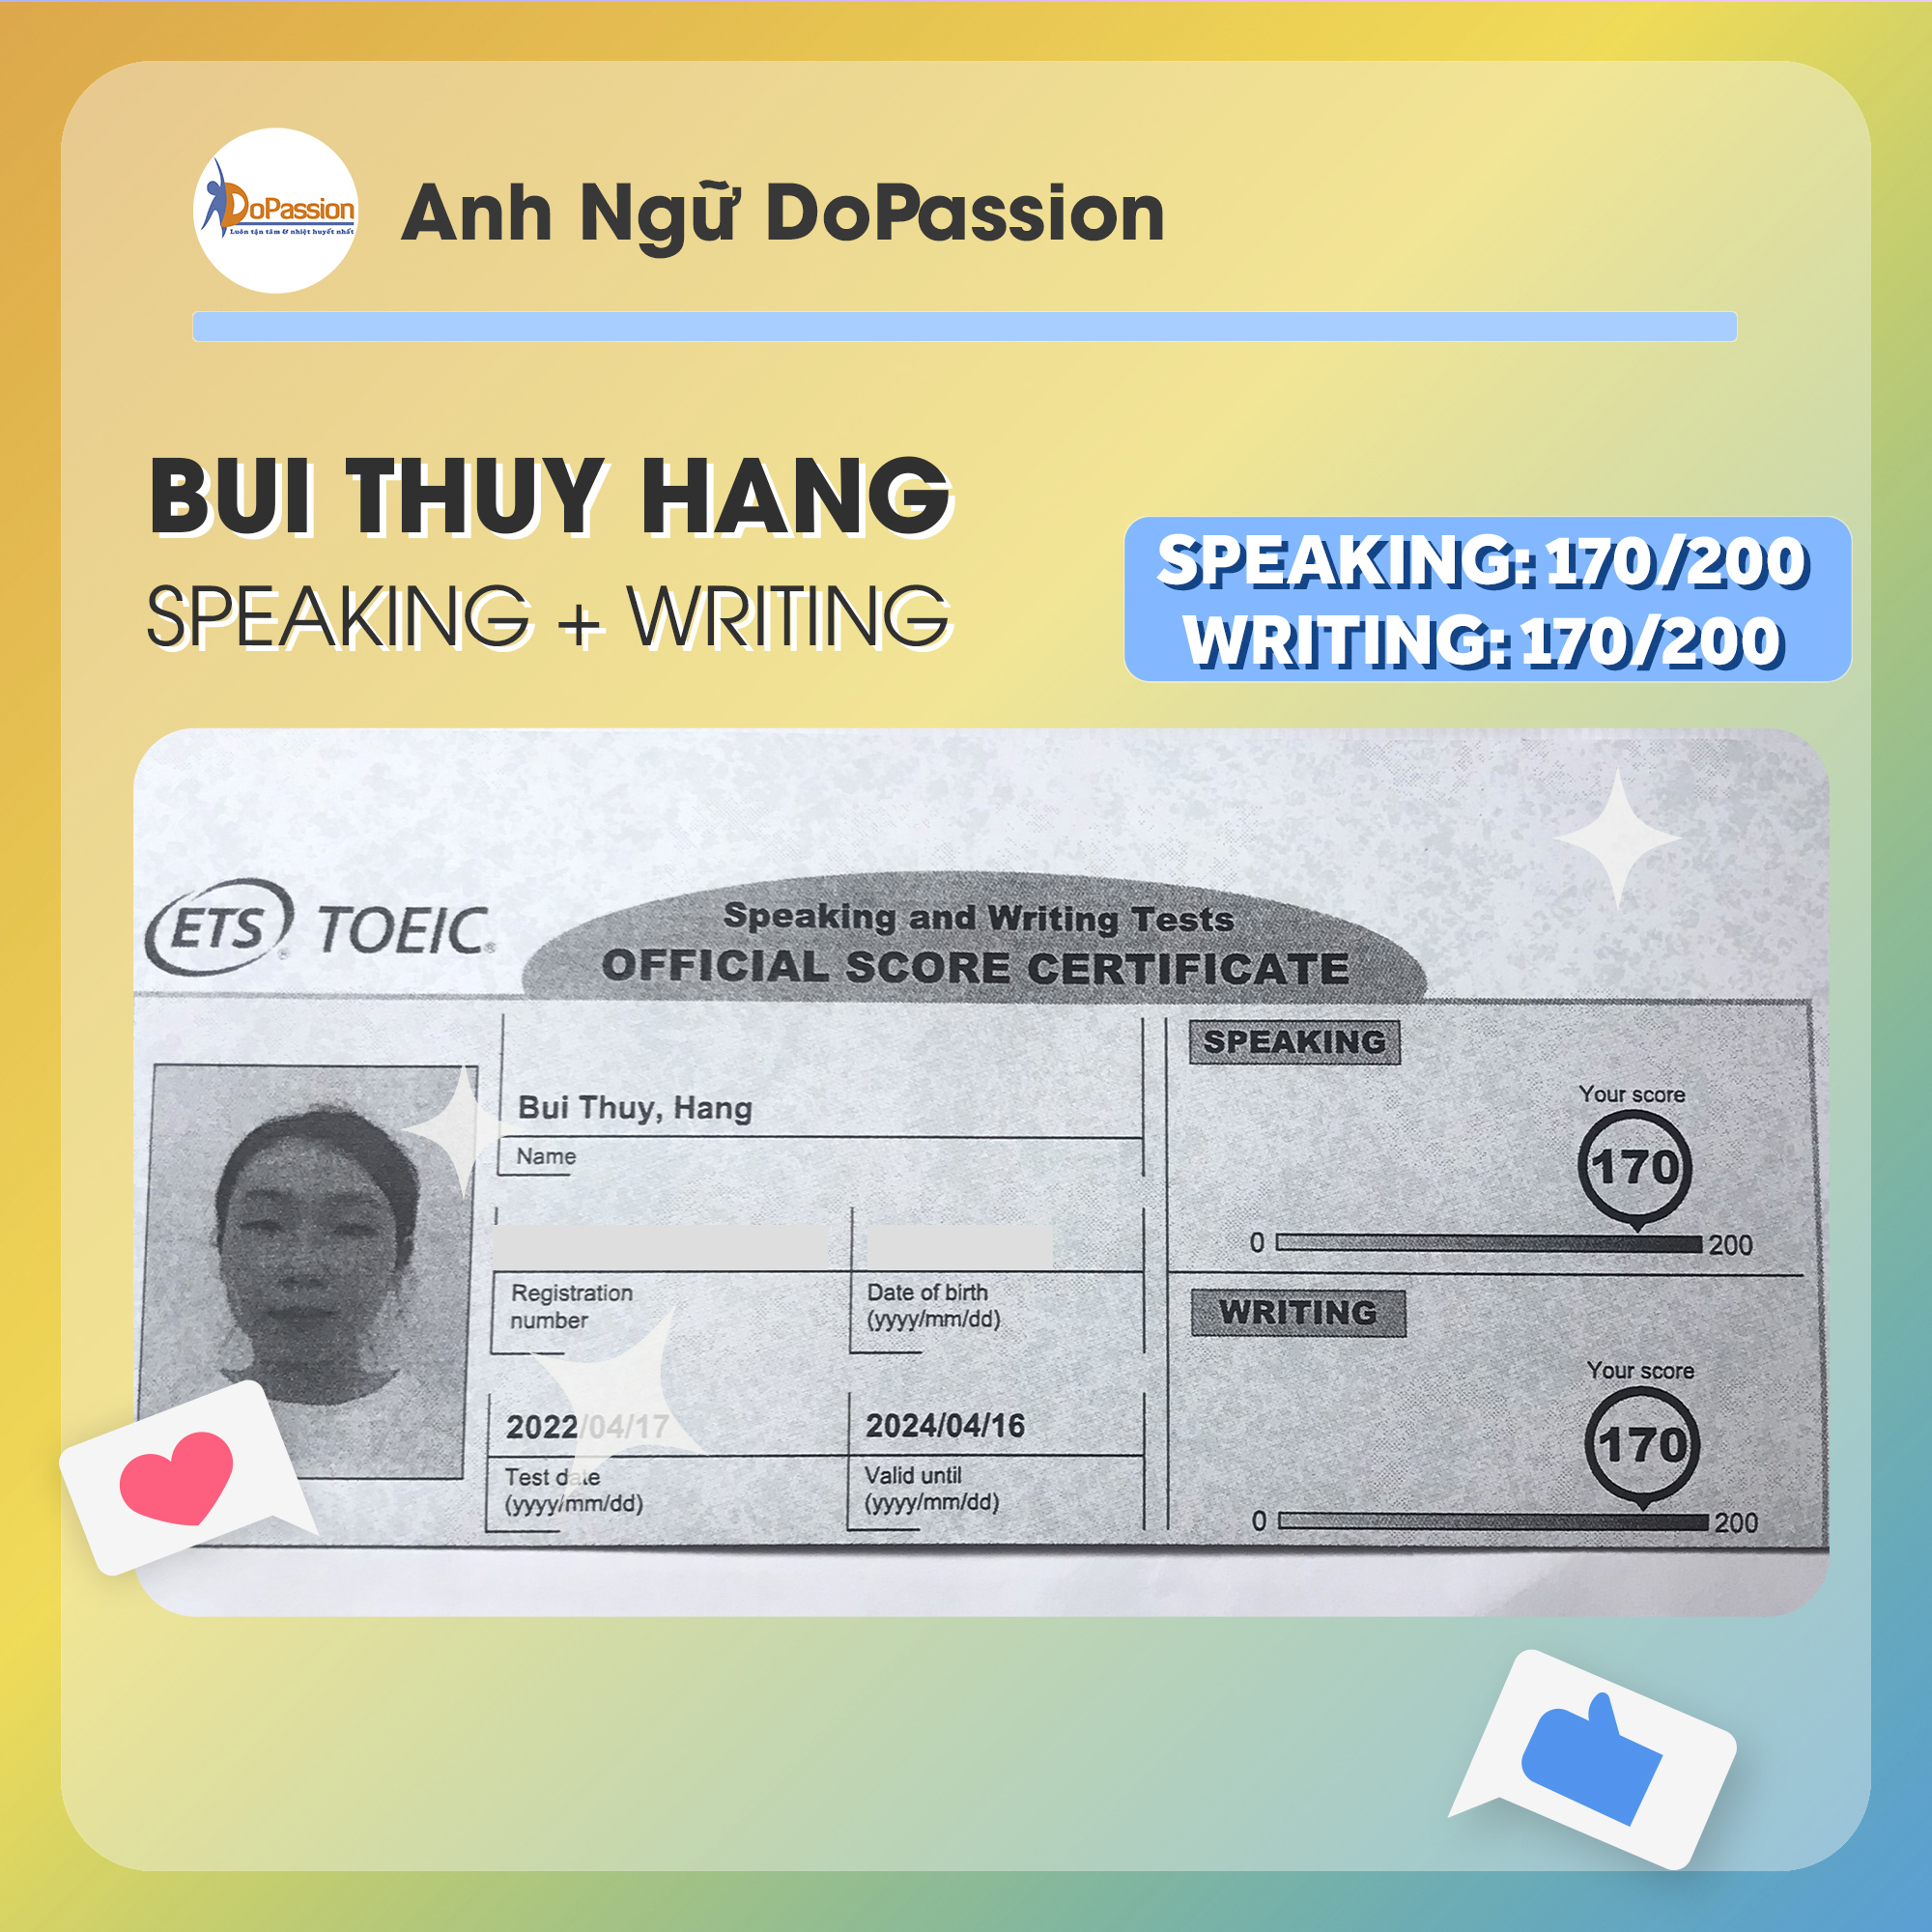 DoPassion
Luôn tận tâm & nhiệt huyết nhất
Anh Ngữ DoPassion
BUI THUY HANG
SPEAKING + WRITING
SPEAKING: 170/200
WRITING: 170/200
ETS® TOEIC®
Speaking and Writing Tests
OFFICIAL SCORE CERTIFICATE
Bui Thuy, Hang
Name
Registration
number
Date of birth
(yyyy/mm/dd)
2022/04/17
Test date
(yyyy/mm/dd)
2024/04/16
Valid until
(yyyy/mm/dd)
SPEAKING
Your score
170
0 200
WRITING
Your score
170
0 200